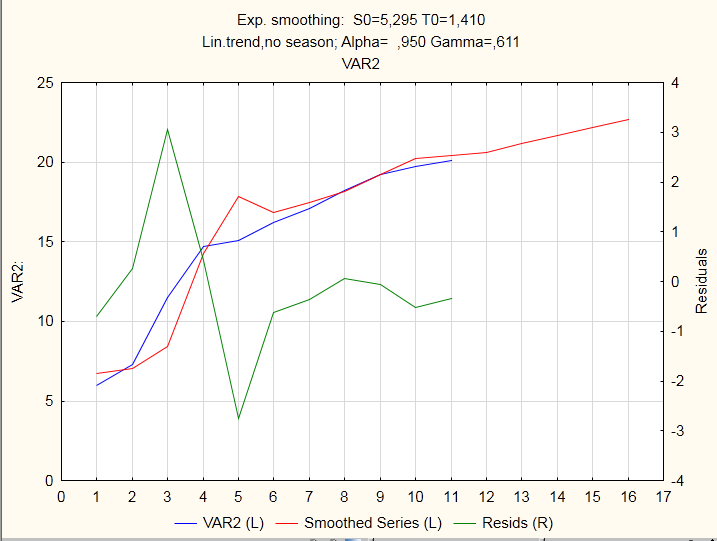 Exp. smoothing:  S0=5,295 T0=1,410
Lin.trend,no season; Alpha=  ,950 Gamma=,611
VAR2
25
20
15
10
5
0
VAR2:
4
3
2
1
0
-1
-2
-3
-4
Residuals
0 1 2 3 4 5 6 7 8 9 10 11 12 13 14 15 16 17
VAR2 (L) Smoothed Series (L) Resids (R)